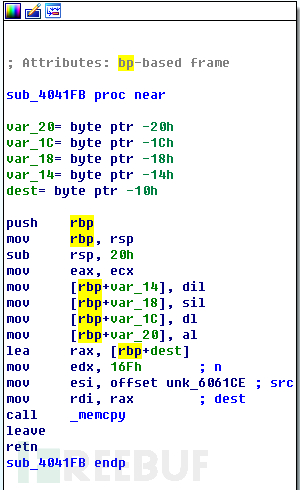 ; Attributes: bp-based frame
sub_4041FB proc near
var_20= byte ptr -20h
var_1C= byte ptr -1Ch
var_18= byte ptr -18h
var_14= byte ptr -14h
dest= byte ptr -10h
push rbp
mov rbp, rsp
sub rsp, 20h
mov eax, ecx
mov [rbp+var_14], dil
mov [rbp+var_18], sil
mov [rbp+var_1C], dl
mov [rbp+var_20], al
lea rax, [rbp+dest]
mov edx, 16Fh ; n
mov esi, offset unk_6061CE ; src
mov rdi, rax ; dest
call _memcpy
leave
retn
sub_4041FB endp
FREEBUF